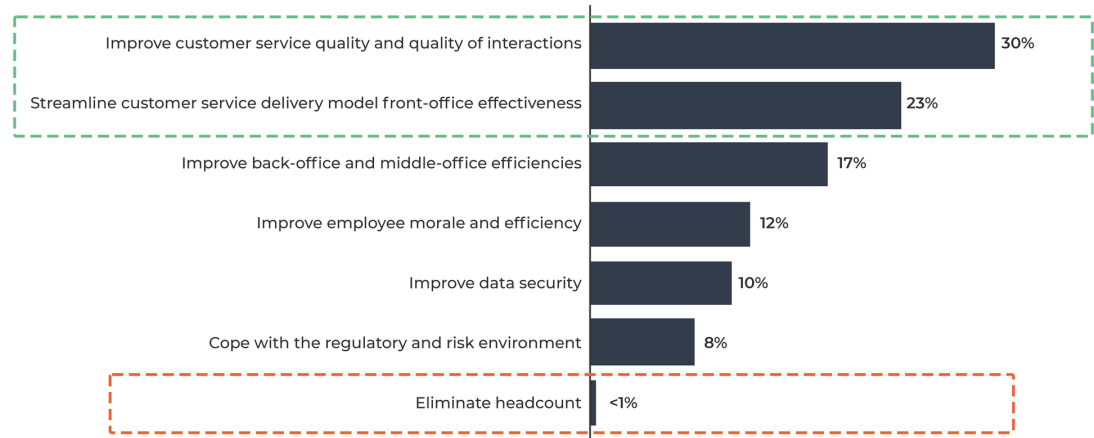 Improve customer service quality and quality of interactions 30%
Streamline customer service delivery model front-office effectiveness 23%
Improve back-office and middle-office efficiencies 17%
Improve employee morale and efficiency 12%
Improve data security 10%
Cope with the regulatory and risk environment 8%
Eliminate headcount <1%